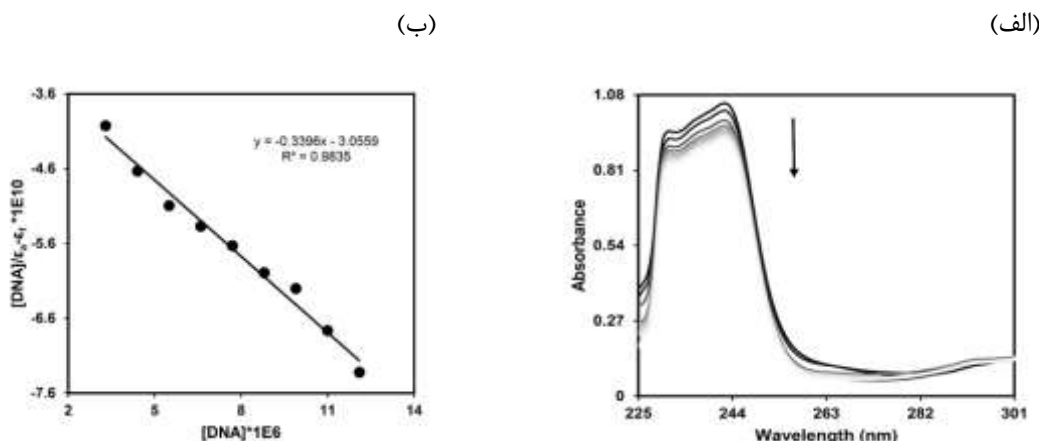 (الف)
(ب)
1.08
0.81
0.54
0.27
0
Absorbance
225
244
263
282
301
Wavelength (nm)
-3.6
-4.6
-5.6
-6.6
-7.6
[DNA]/εa-εf *1E10
y = -0.3396x - 3.0559
R² = 0.9835
2
5
8
11
14
[DNA]*1E6